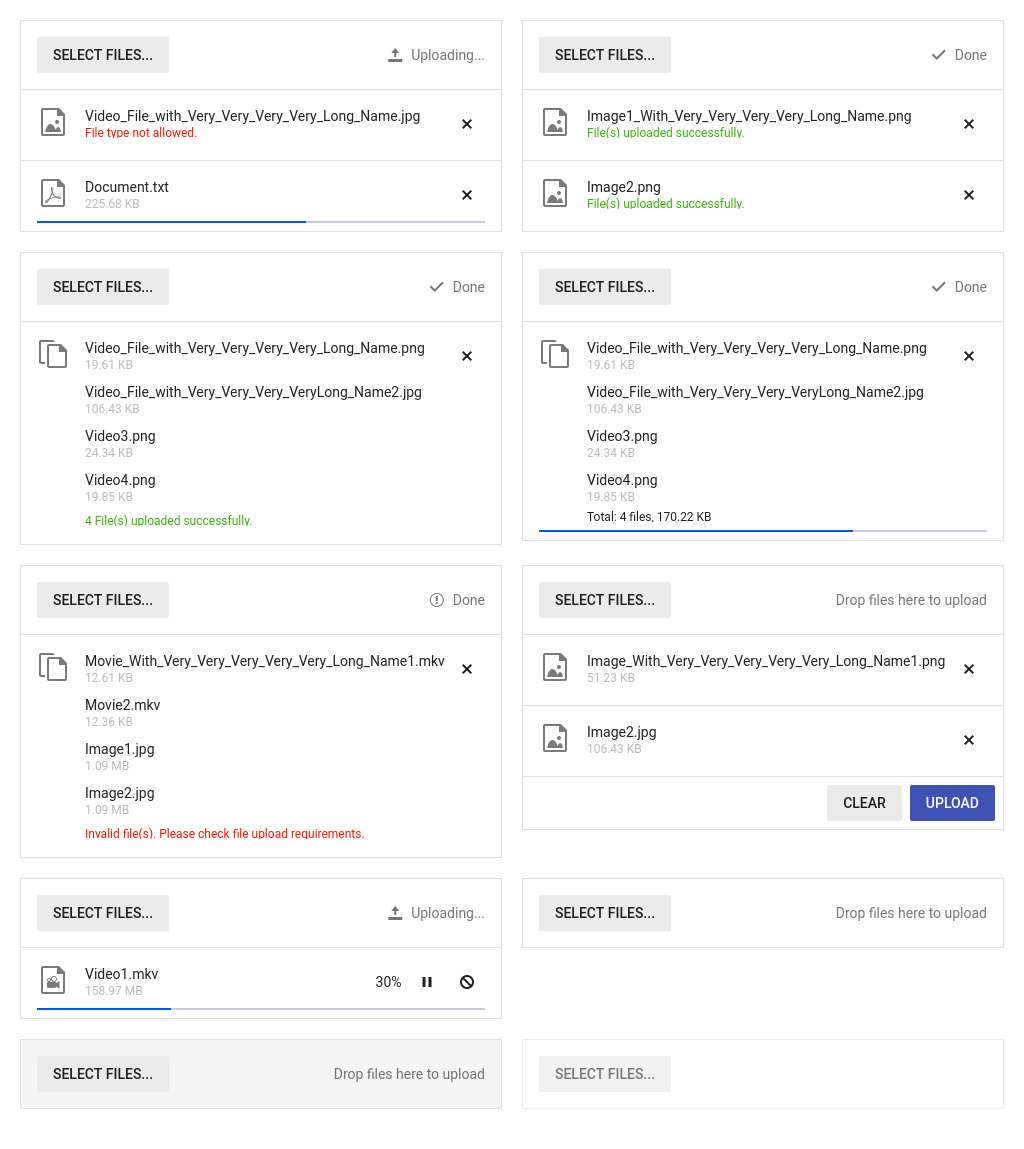 SELECT FILES...
Uploading...
Video_File_with_Very_Very_Very_Very_Long_Name.jpg
File type not allowed.
Document.txt
225.68 KB
SELECT FILES...
Done
Image1_With_Very_Very_Very_Very_Long_Name.png
File(s) uploaded successfully.
Image2.png
File(s) uploaded successfully.
SELECT FILES...
Done
Video_File_with_Very_Very_Very_Very_Long_Name.png
19.61 KB
Video_File_with_Very_Very_Very_VeryLong_Name2.jpg
106.43 KB
Video3.png
24.34 KB
Video4.png
19.85 KB
4 File(s) uploaded successfully.
SELECT FILES...
Done
Video_File_with_Very_Very_Very_Very_Long_Name.png
19.61 KB
Video_File_with_Very_Very_Very_VeryLong_Name2.jpg
106.43 KB
Video3.png
24.34 KB
Video4.png
19.85 KB
Total: 4 files, 170.22 KB
SELECT FILES...
Done
Movie_With_Very_Very_Very_Very_Very_Long_Name1.mkv
12.61 KB
Movie2.mkv
12.36 KB
Image1.jpg
1.09 MB
Image2.jpg
1.09 MB
Invalid file(s). Please check file upload requirements.
SELECT FILES...
Drop files here to upload
Image_With_Very_Very_Very_Very_Very_Long_Name1.png
51.23 KB
Image2.jpg
106.43 KB
CLEAR
UPLOAD
SELECT FILES...
Uploading...
Video1.mkv
158.97 MB
30%
SELECT FILES...
Drop files here to upload
SELECT FILES...
Drop files here to upload
SELECT FILES...